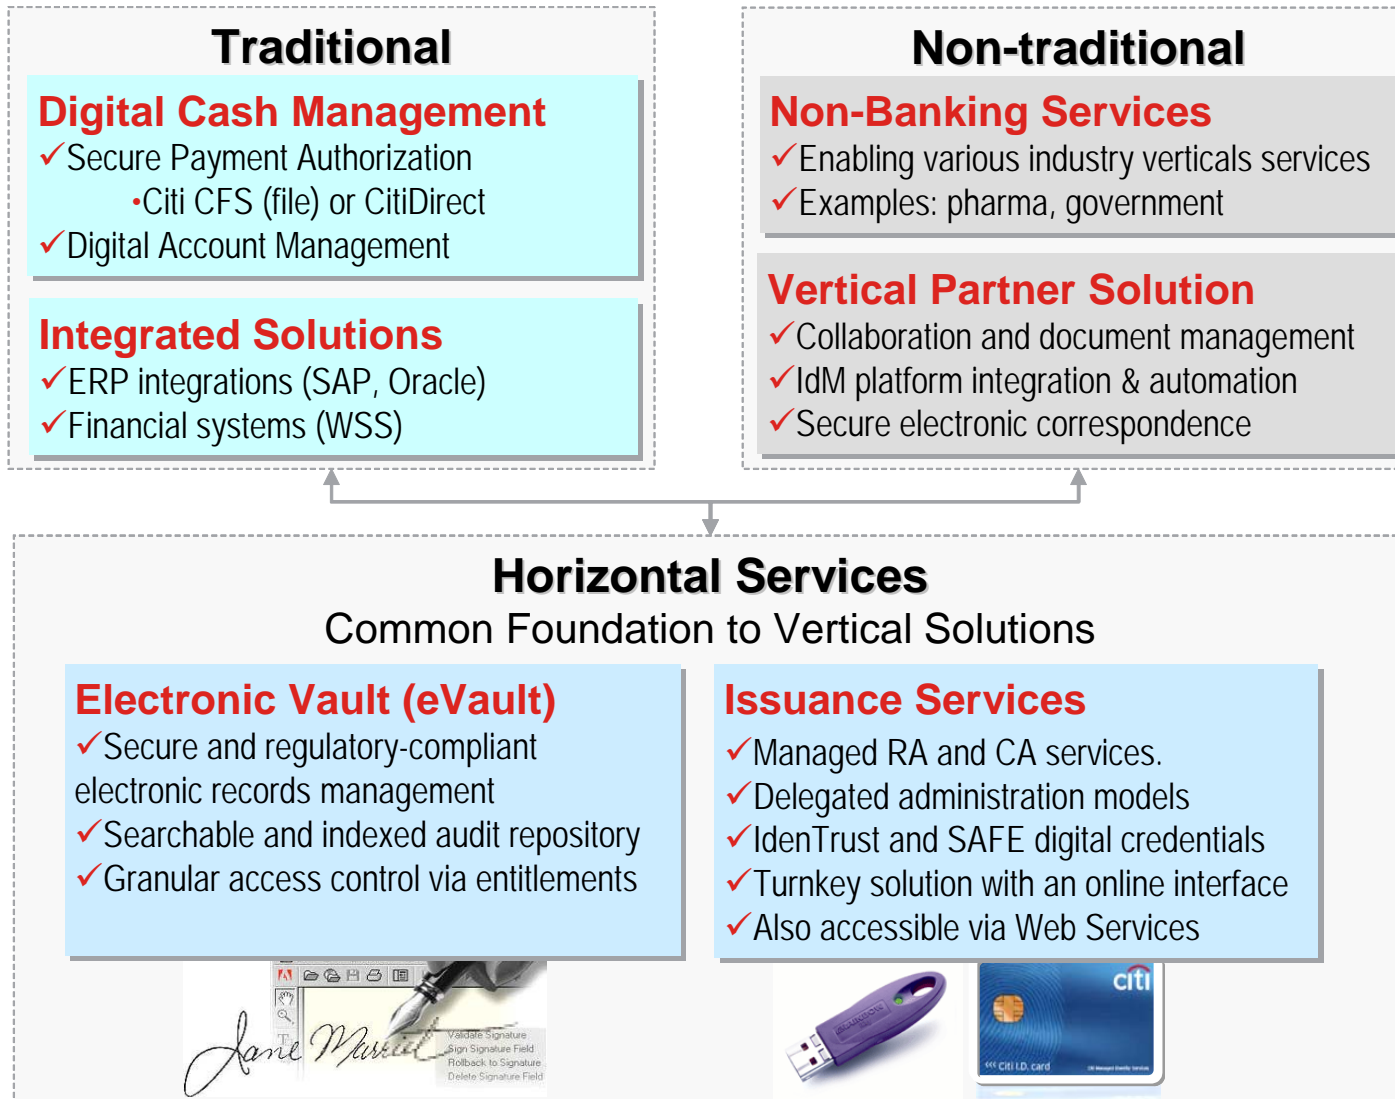 Traditional
Digital Cash Management
✓Secure Payment Authorization
•Citi CFS (file) or CitiDirect
✓Digital Account Management
Integrated Solutions
✓ERP integrations (SAP, Oracle)
✓Financial systems (WSS)
Non-traditional
Non-Banking Services
✓Enabling various industry verticals services
✓Examples: pharma, government
Vertical Partner Solution
✓Collaboration and document management
✓IdM platform integration & automation
✓Secure electronic correspondence
Horizontal Services
Common Foundation to Vertical Solutions
Electronic Vault (eVault)
✓Secure and regulatory-compliant
electronic records management
✓Searchable and indexed audit repository
✓Granular access control via entitlements
Issuance Services
✓Managed RA and CA services.
✓Delegated administration models
✓IdenTrust and SAFE digital credentials
✓Turnkey solution with an online interface
✓Also accessible via Web Services
Jane
Validate Signature
Sign Signature Field
Rollback to Signature
Delete Signature Field
citi
Citi I.D. card
Citi Managed Identity Services